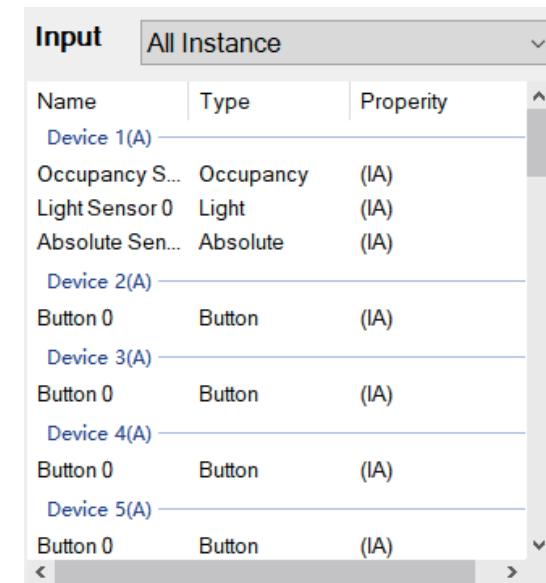 Input All Instance
Name Type Properity
Device 1(A)
Occupancy S... Occupancy (IA)
Light Sensor 0 Light (IA)
Absolute Sen... Absolute (IA)
Device 2(A)
Button 0 Button (IA)
Device 3(A)
Button 0 Button (IA)
Device 4(A)
Button 0 Button (IA)
Device 5(A)
Button 0 Button (IA)